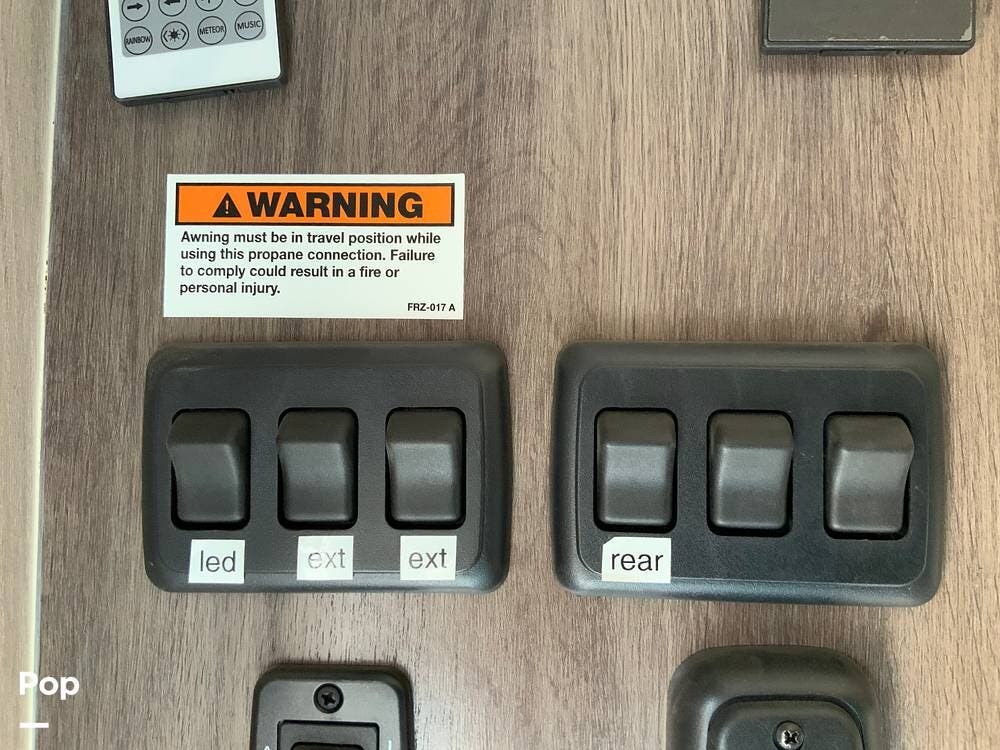 RAINBOW METEOR MUSIC
WARNING
Awning must be in travel position while
using this propane connection. Failure
to comply could result in a fire or
personal injury.
FRZ-017 A
led ext ext rear
Pop